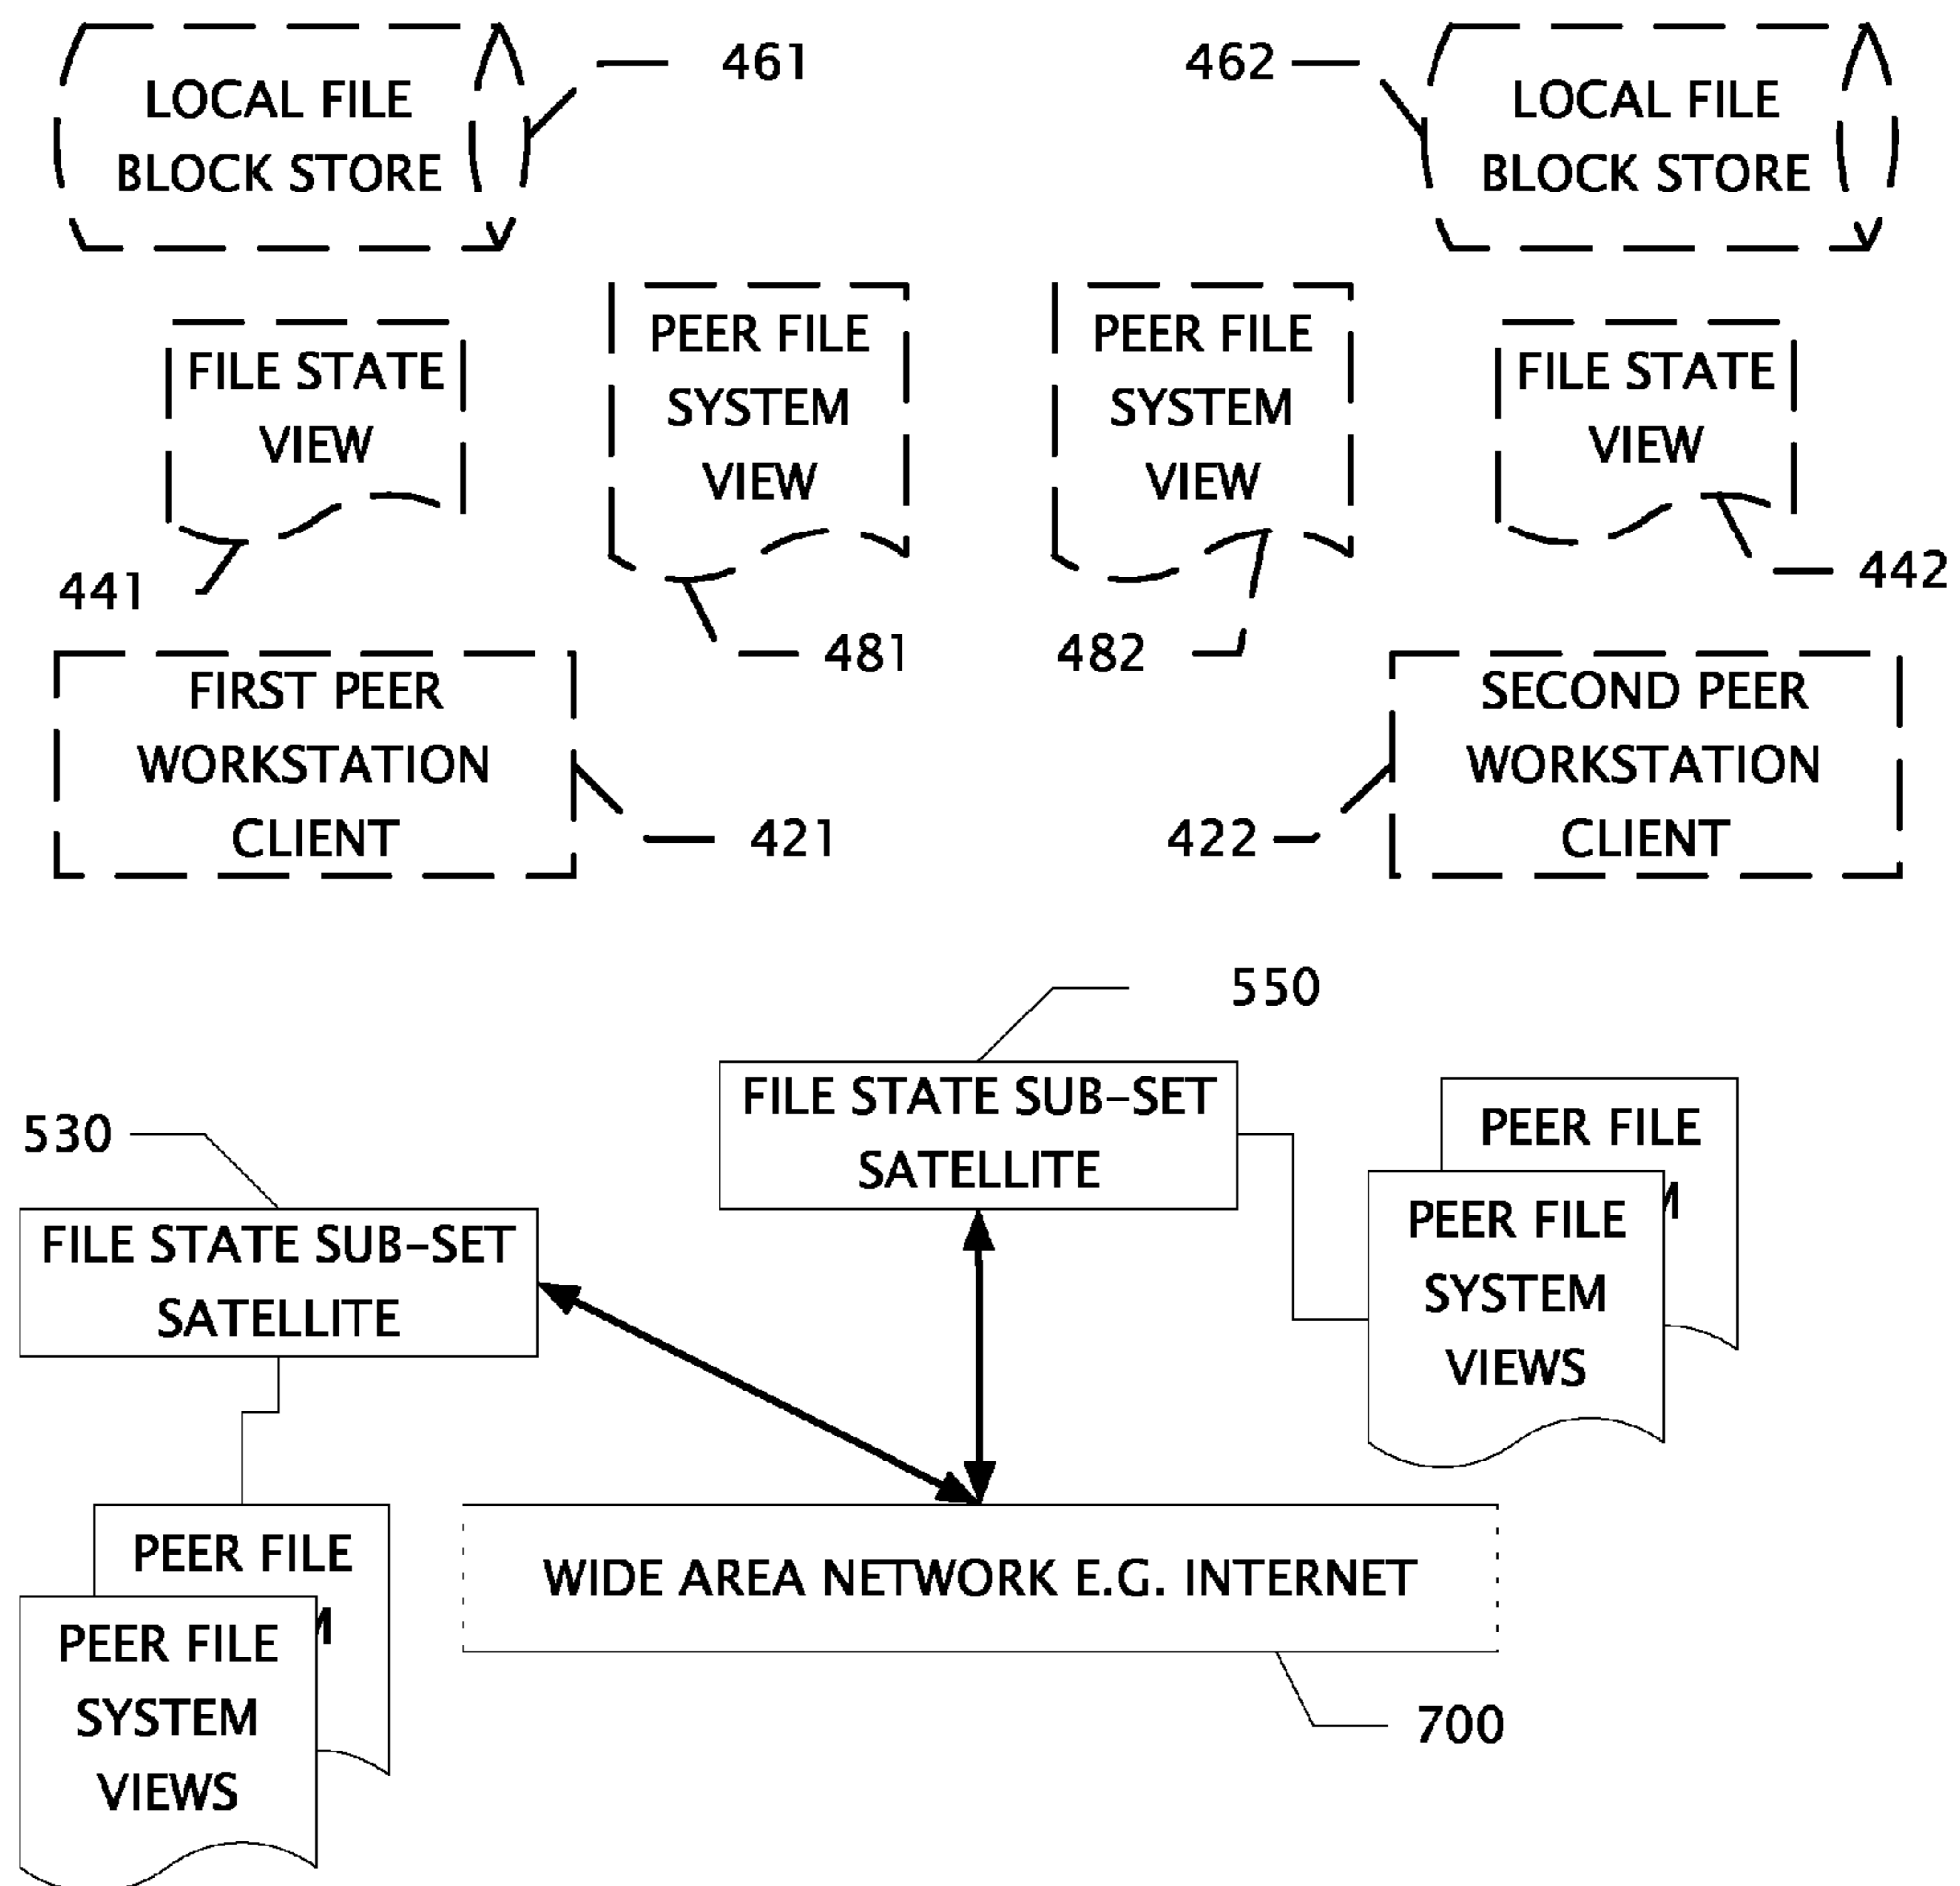 LOCAL FILE
BLOCK STORE
461
462
LOCAL FILE
BLOCK STORE
FILE STATE
VIEW
441
PEER FILE
SYSTEM
VIEW
481
PEER FILE
SYSTEM
VIEW
482
FILE STATE
VIEW
442
FIRST PEER
WORKSTATION
CLIENT
421
422
SECOND PEER
WORKSTATION
CLIENT
550
FILE STATE SUB-SET
SATELLITE
530
FILE STATE SUB-SET
SATELLITE
PEER FILE
M
PEER FILE
SYSTEM
VIEWS
PEER FILE
M
PEER FILE
SYSTEM
VIEWS
WIDE AREA NETWORK E.G. INTERNET
700